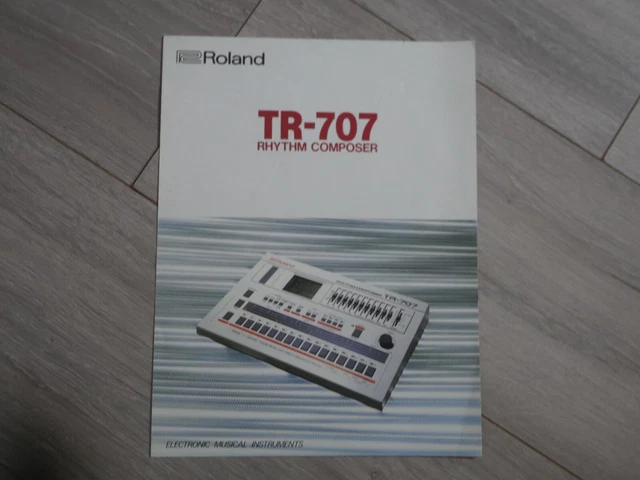 Roland
TR-707
RHYTHM COMPOSER
TR-707
ELECTRONIC MUSICAL INSTRUMENTS